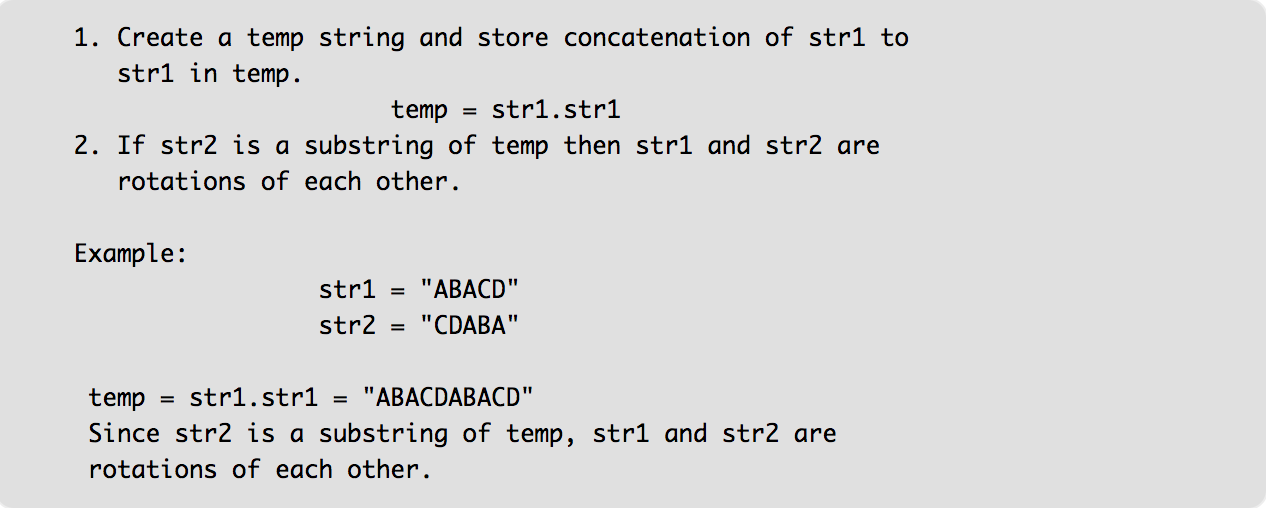 1. Create a temp string and store concatenation of str1 to
str1 in temp.
temp = str1.str1
2. If str2 is a substring of temp then str1 and str2 are
rotations of each other.
Example:
str1 = "ABACD"
str2 = "CDABA"
temp = str1.str1 = "ABACDABACD"
Since str2 is a substring of temp, str1 and str2 are
rotations of each other.